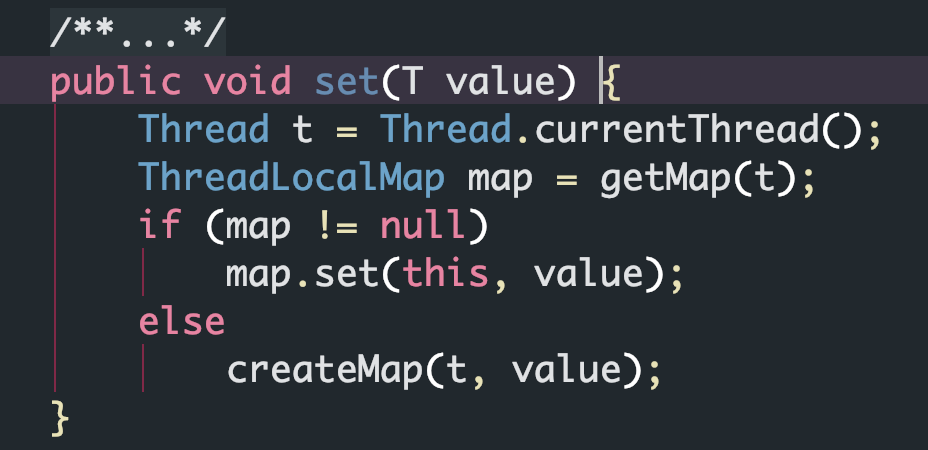 /**...*/
public void set(T value) {
    Thread t = Thread.currentThread();
    ThreadLocalMap map = getMap(t);
    if (map != null)
        map.set(this, value);
    else
        createMap(t, value);
}